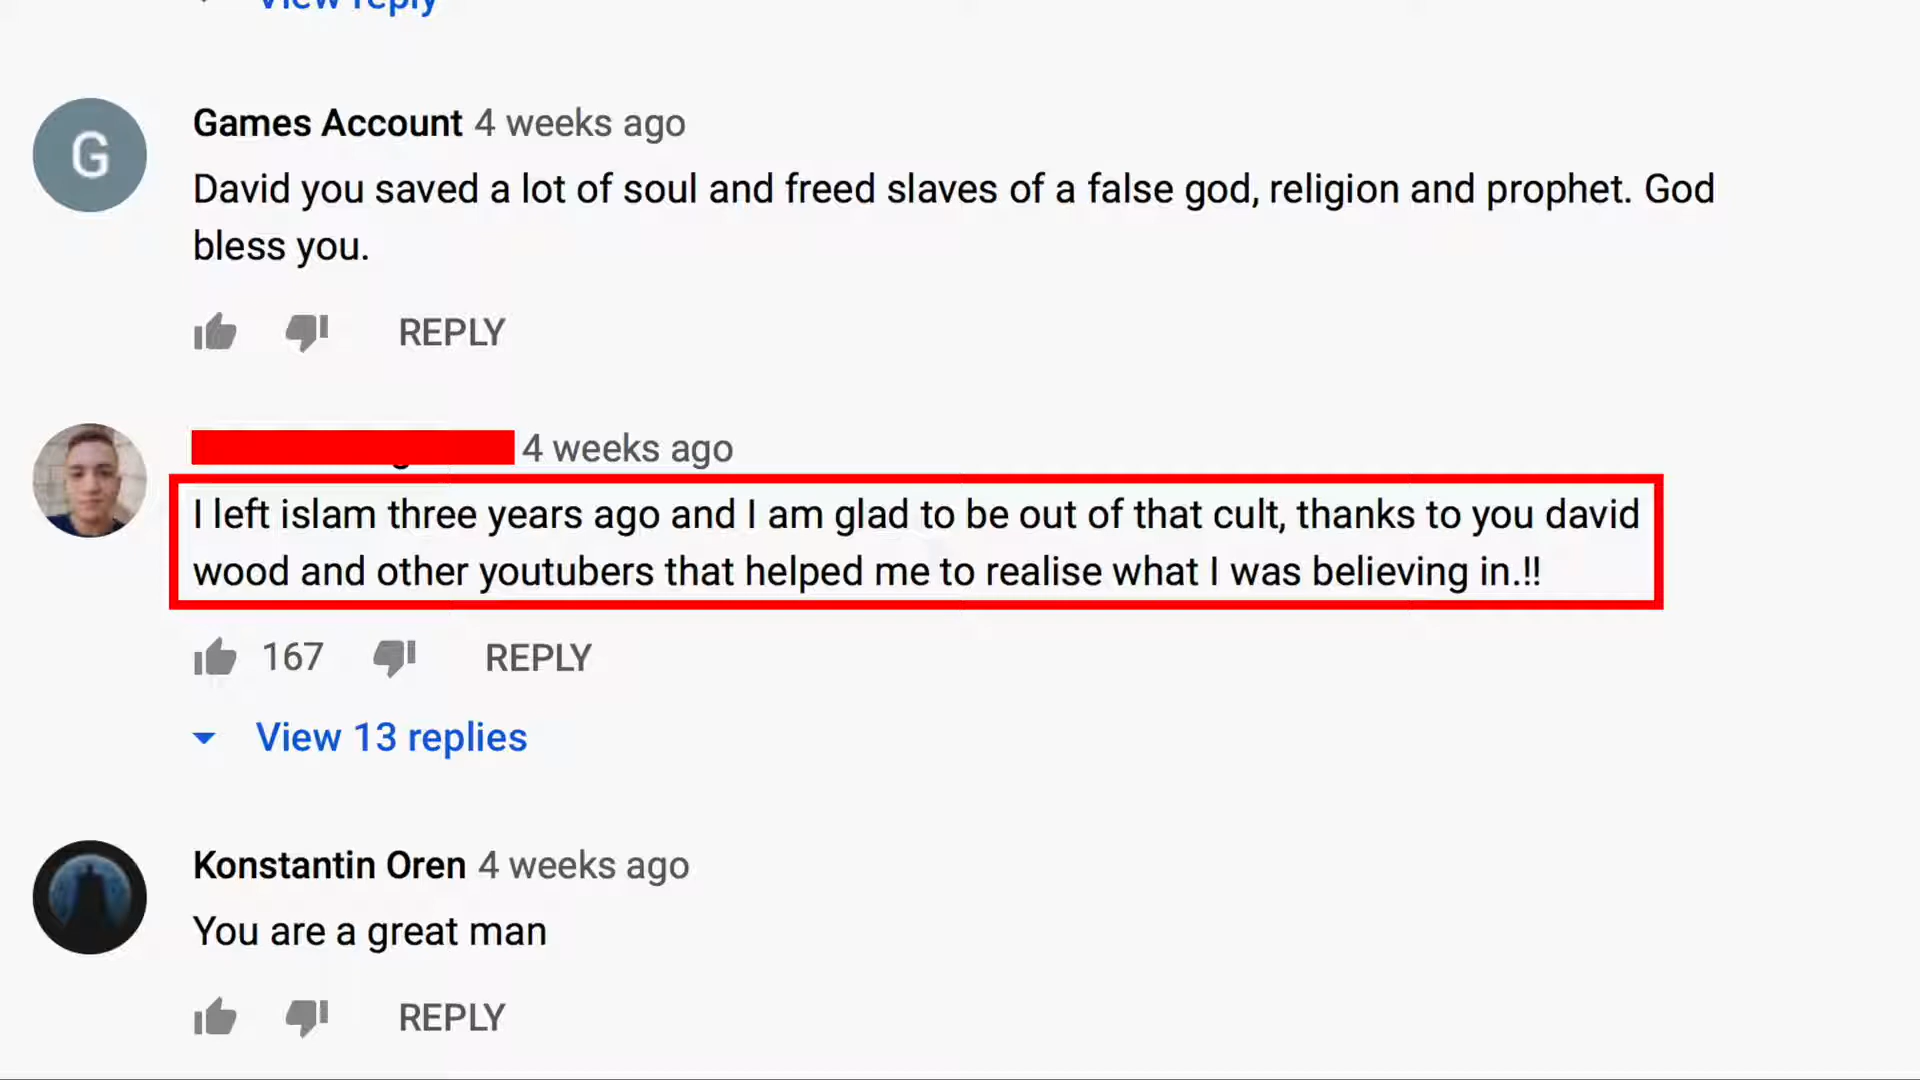 View reply
G
Games Account 4 weeks ago
David you saved a lot of soul and freed slaves of a false god, religion and prophet. God
bless you.
REPLY
4 weeks ago
I left islam three years ago and I am glad to be out of that cult, thanks to you david
wood and other youtubers that helped me to realise what I was believing in.!!
167 REPLY
View 13 replies
Konstantin Oren 4 weeks ago
You are a great man
REPLY